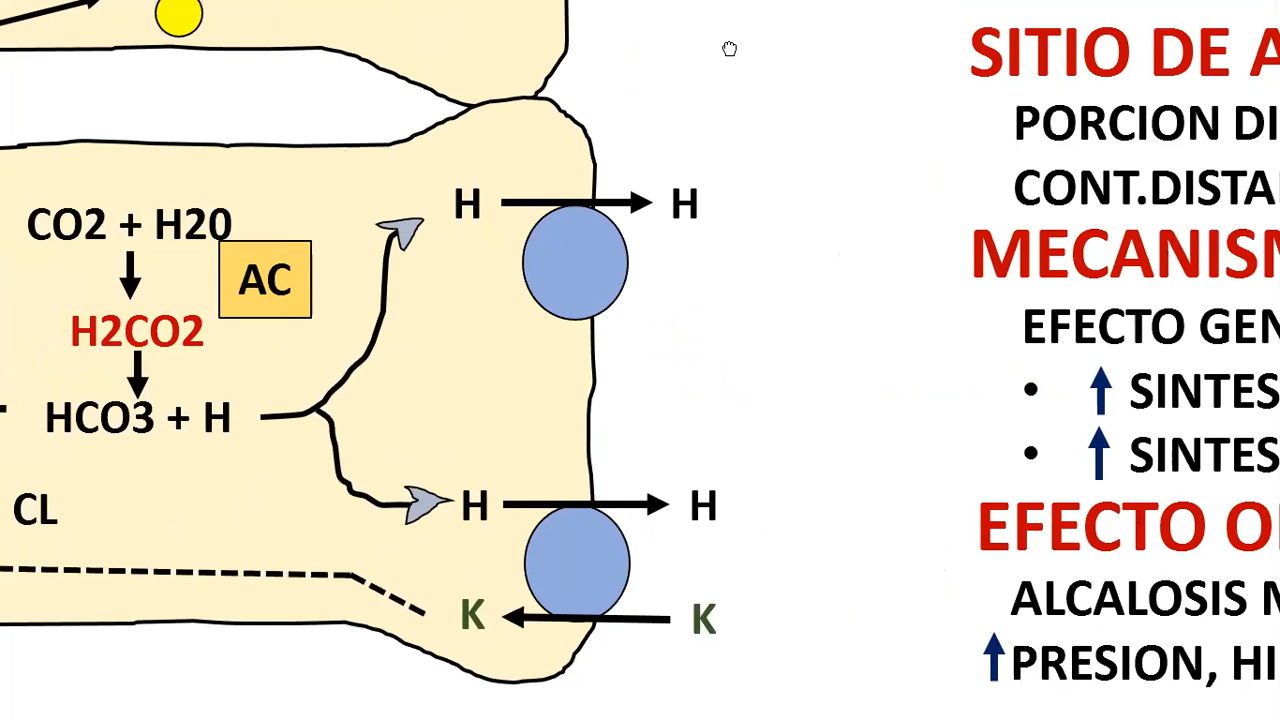 CO2 + H20
AC
H2CO2
HCO3 + H
CL
H H
H H
K K
SITIO DE A
PORCION DI
CONT.DISTA
MECANISM
EFECTO GEN
• SINTES
• SINTES
EFECTO O
ALCALOSIS M
PRESION, HI